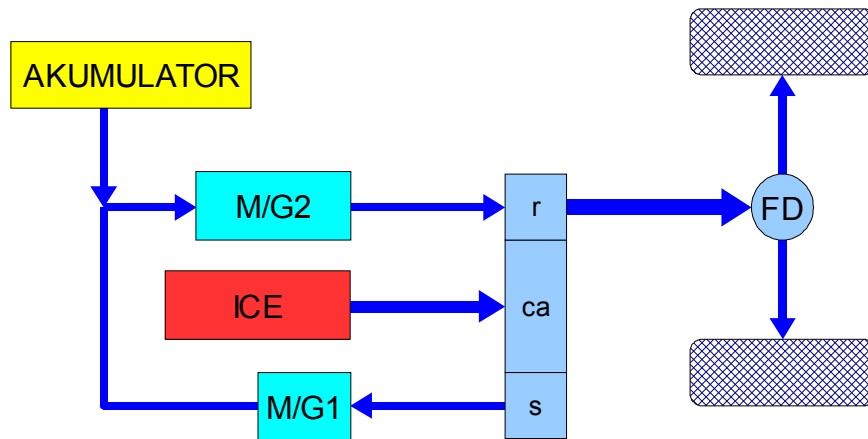 AKUMULATOR
M/G2
r
FD
ICE
ca
M/G1
s